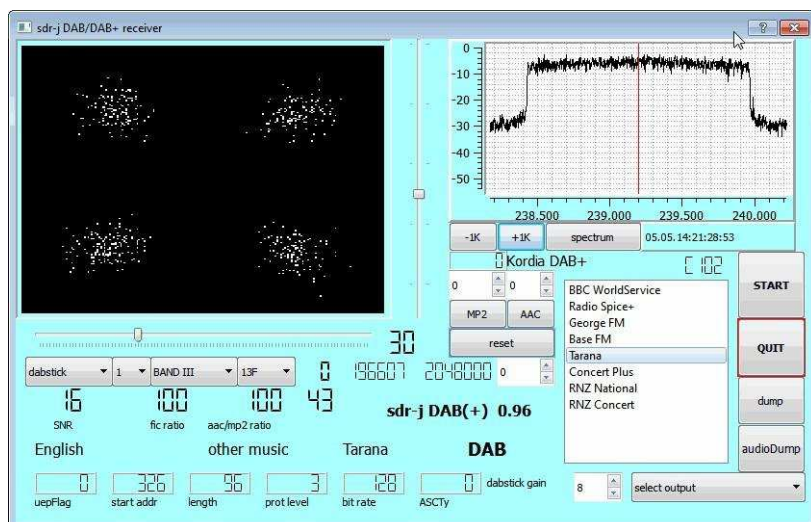 sdr-j DAB/DAB+ receiver
0
-10
-20
-30
-40
-50
238.500 239.000 239.500 240.000
-1K +1K spectrum 05.05.14:21:28:53
0 Kordia DAB+ C102
0 0
MP2 AAC
reset
BBC WorldService
Radio Spice+
George FM
Base FM
Tarana
Concert Plus
RNZ National
RNZ Concert
START
QUIT
dump
audioDump
30
dabstick 1 BAND III 13F 0 196607 2048000 0
16 100 100 43
SNR fic ratio aac/mp2 ratio
sdr-j DAB(+) 0.96
English other music Tarana DAB
0 326 96 3 128 0 dabstick gain 8 select output
uepFlag start addr length prot level bit rate ASCTy